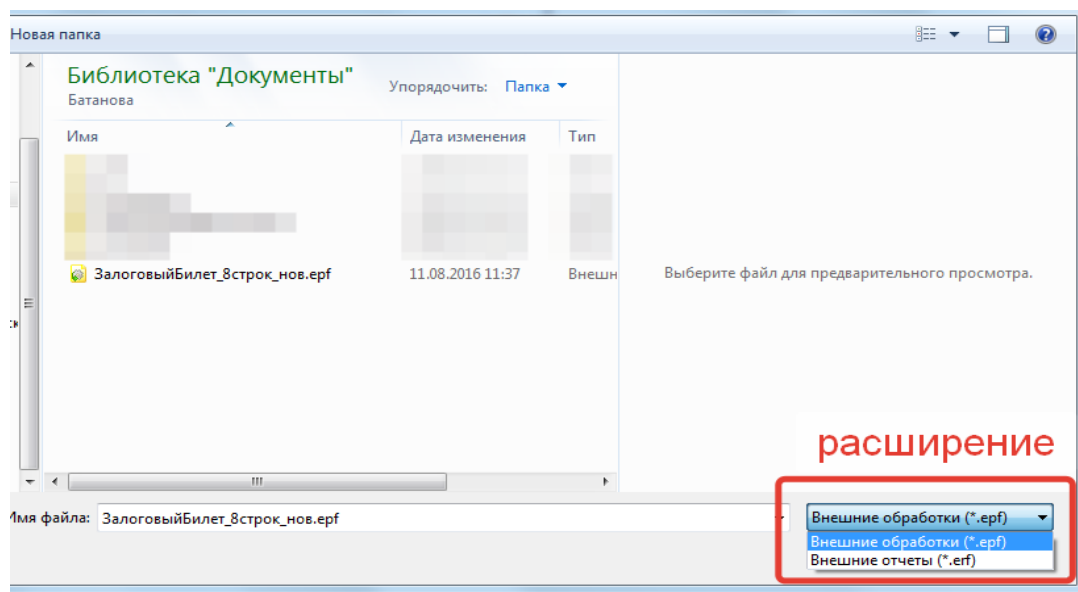 Новая папка
Библиотека "Документы"
Батанова
Упорядочить: Папка
Имя Дата изменения Тип
ЗалоговыйБилет_8строк_нов.epf 11.08.2016 11:37 Внешн
Выберите файл для предварительного просмотра.
ск
расширение
Имя файла: ЗалоговыйБилет_8строк_нов.epf
Внешние обработки (*.epf)
Внешние обработки (*.epf)
Внешние отчеты (*.erf)